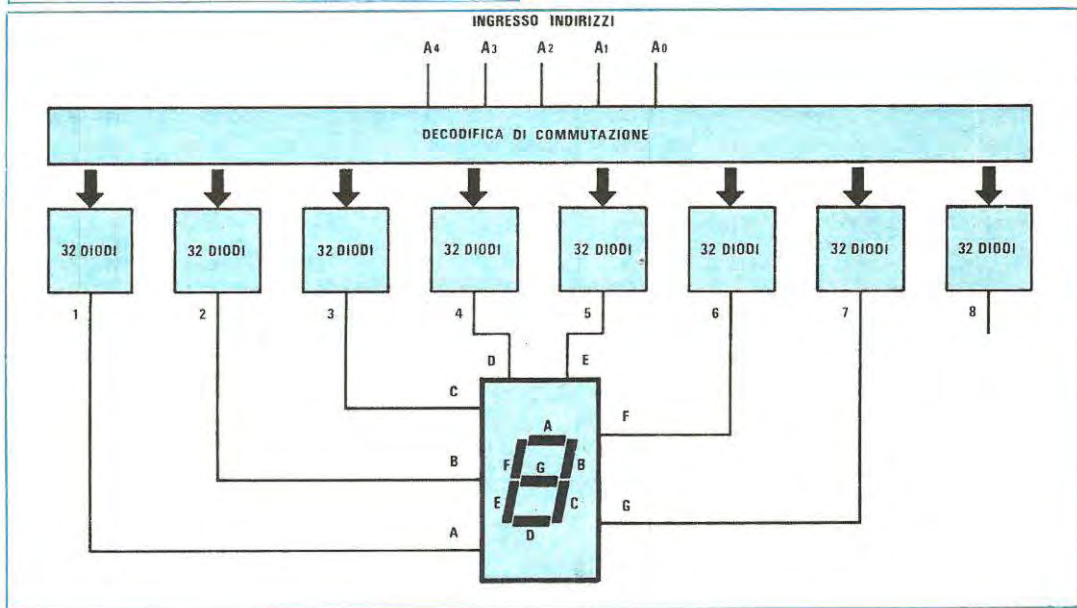 INGRESSO INDIRIZZI
A4 A3 A2 A1 A0
DECODIFICA DI COMMUTAZIONE
32 DIODI 32 DIODI 32 DIODI 32 DIODI 32 DIODI 32 DIODI 32 DIODI 32 DIODI
1 2 3 4 5 6 7 8
D E
C
F
A
B
F G B
E C
G
D
A